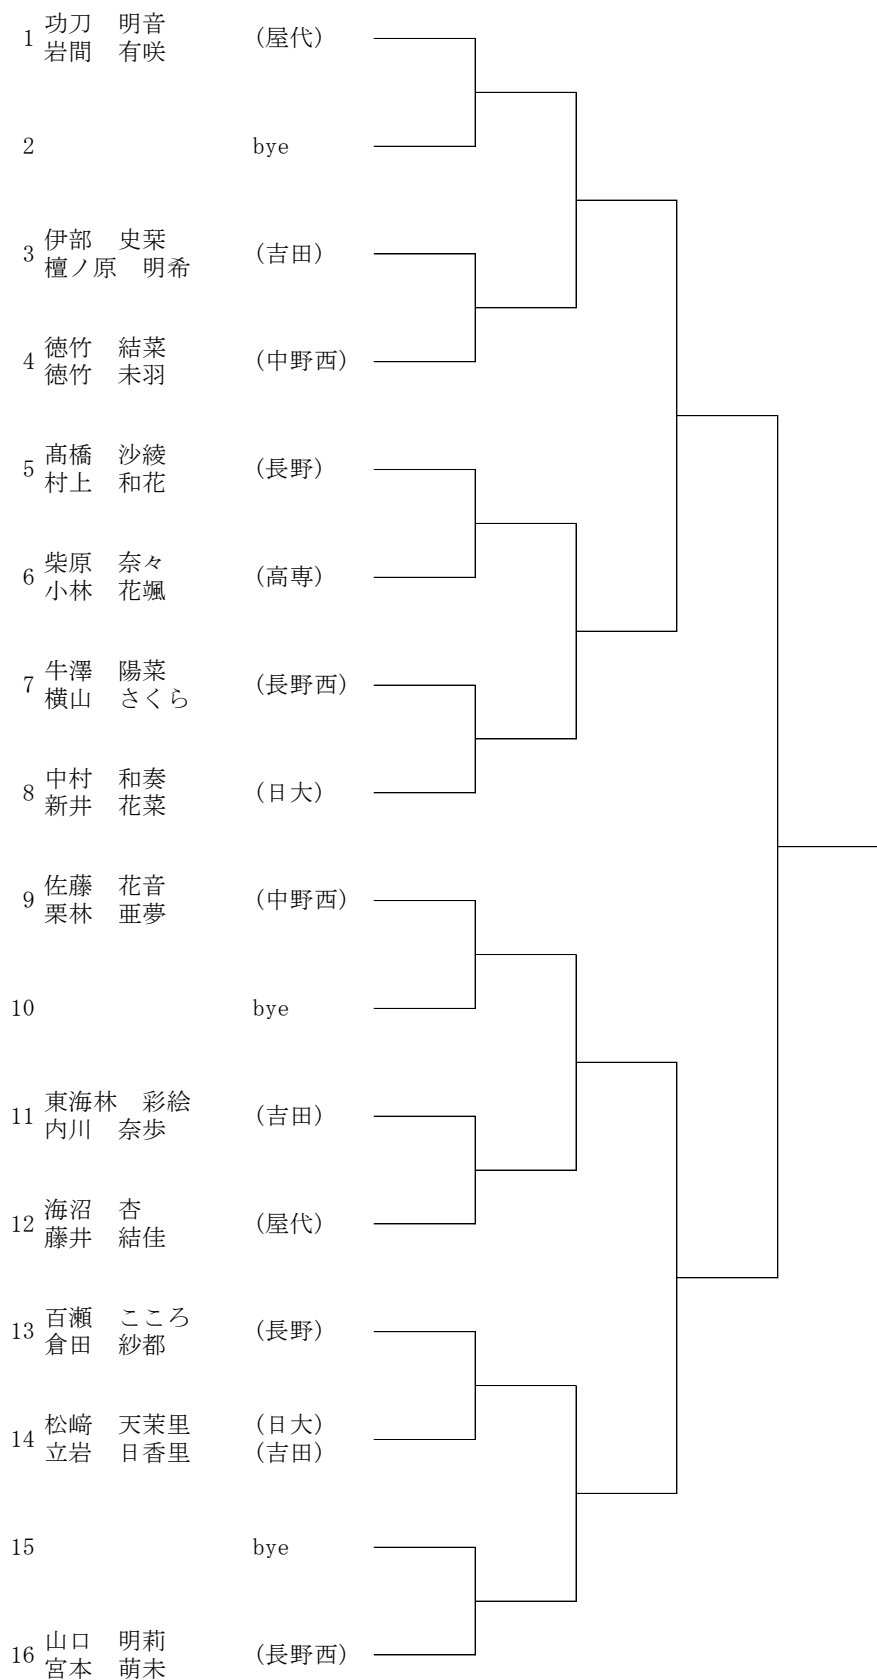 1 功刀　明音 (屋代)
岩間　有咲
2 bye
3 伊部　史栞 (吉田)
檀ノ原　明希
4 徳竹　結菜 (中野西)
徳竹　未羽
5 髙橋　沙綾 (長野)
村上　和花
6 柴原　奈々 (高専)
小林　花颯
7 牛澤　陽菜 (長野西)
横山　さくら
8 中村　和奏 (日大)
新井　花菜
9 佐藤　花音 (中野西)
栗林　亜夢
10 bye
11 東海林　彩絵 (吉田)
内川　奈歩
12 海沼　杏 (屋代)
藤井　結佳
13 百瀬　こころ (長野)
倉田　紗都
14 松﨑　天茉里 (日大)
立岩　日香里 (吉田)
15 bye
16 山口　明莉 (長野西)
宮本　萌未